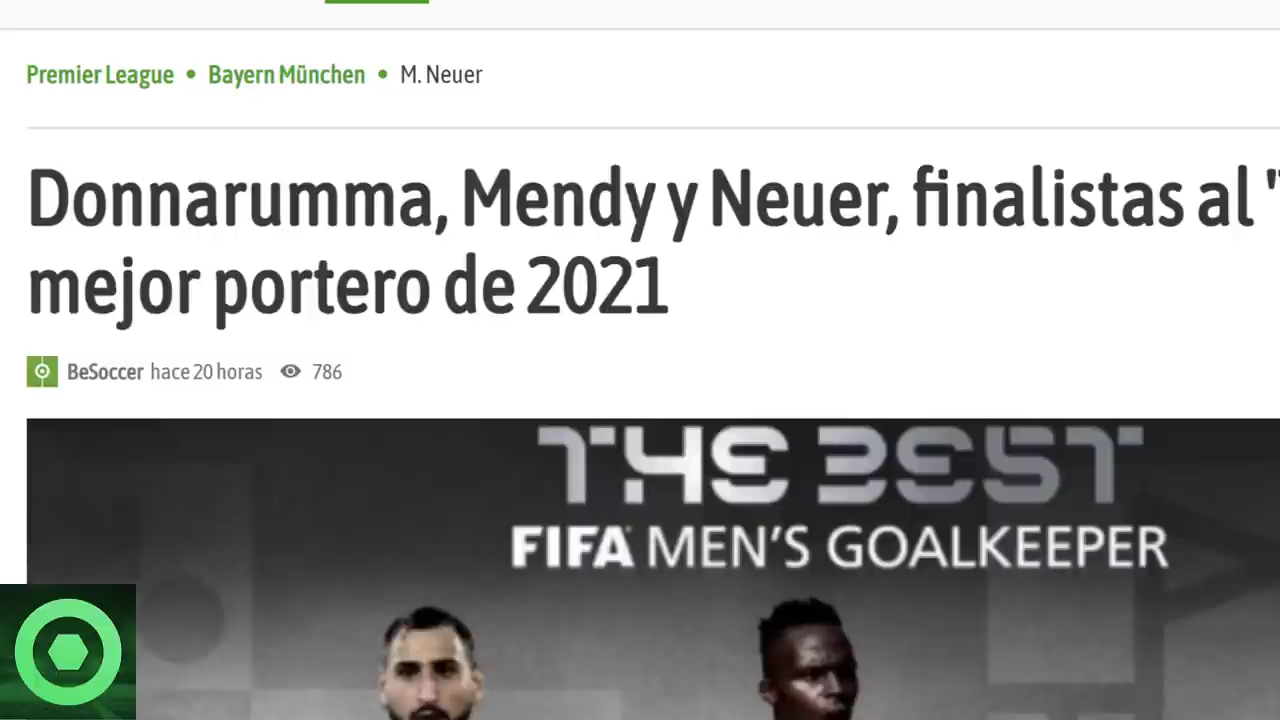 Premier League • Bayern München • M. Neuer
Donnarumma, Mendy y Neuer, finalistas al "
mejor portero de 2021
BeSoccer hace 20 horas 786
THE BEST
FIFA MEN'S GOALKEEPER